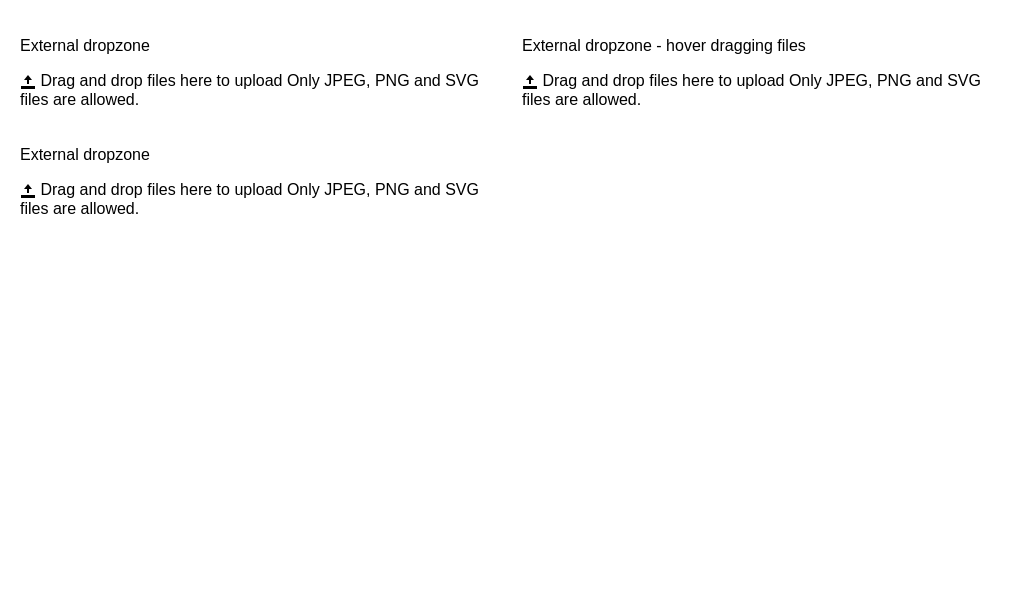 External dropzone
Drag and drop files here to upload Only JPEG, PNG and SVG
files are allowed.
External dropzone - hover dragging files
Drag and drop files here to upload Only JPEG, PNG and SVG
files are allowed.
External dropzone
Drag and drop files here to upload Only JPEG, PNG and SVG
files are allowed.